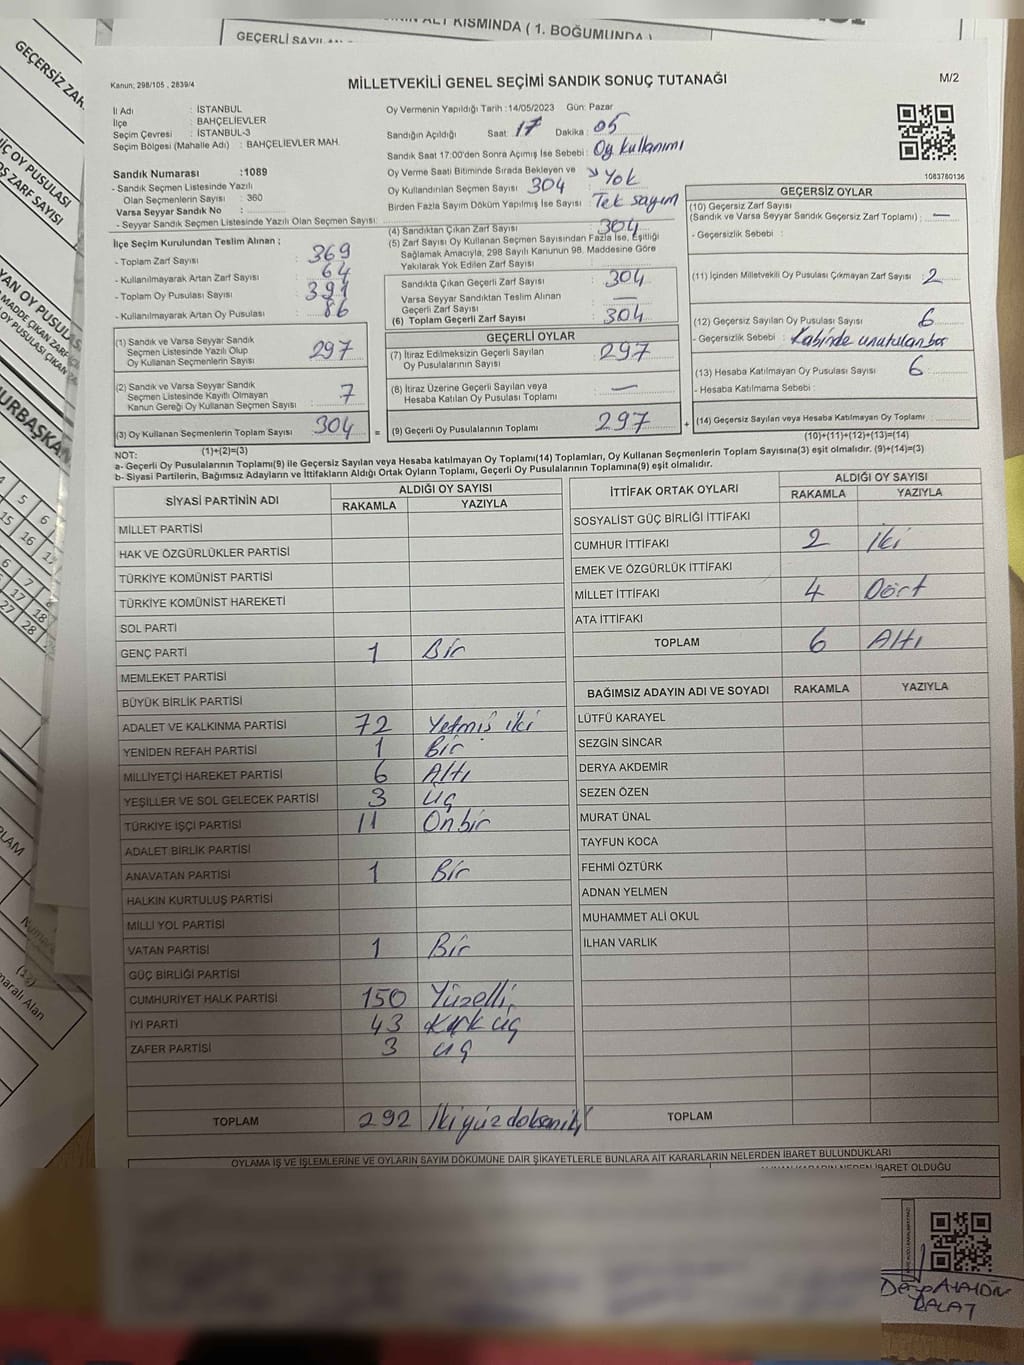 ALT KISMINDA ( 1. BOĞUMUNDA )
GEÇERLİ SAYIL
GEÇERSİZ ZAR
MİLLETVEKİLİ GENEL SEÇİMİ SANDIK SONUÇ TUTANAĞI
M/2
Kanun; 298/105 , 2839/4
İl Adı : İSTANBUL
İlçe : BAHÇELİEVLER
Seçim Çevresi : İSTANBUL-3
Seçim Bölgesi (Mahalle Adı) : BAHÇELİEVLER MAH.
Oy Vermenin Yapıldığı Tarih :14/05/2023 Gün: Pazar
Sandığın Açıldığı Saat : 17 Dakika : 05
Sandık Saat 17:00'den Sonra Açımış İse Sebebi: Oy kullanımı
Oy Verme Saati Bitiminde Sırada Bekleyen ve Yok
Oy Kullandırılan Seçmen Sayısı 304
Birden Fazla Sayım Döküm Yapılmış İse Sayısı: Tek sayım
1083760136
Sandık Numarası :1089
- Sandık Seçmen Listesinde Yazılı
Olan Seçmenlerin Sayısı : 360
Varsa Seyyar Sandık No :
- Seyyar Sandık Seçmen Listesinde Yazılı Olan Seçmen Sayısı:
İlçe Seçim Kurulundan Teslim Alınan ;
- Toplam Zarf Sayısı : 369
- Kullanılmayarak Artan Zarf Sayısı : 64
- Toplam Oy Pusulası Sayısı : 391
- Kullanılmayarak Artan Oy Pusulası : 86
(1) Sandık ve Varsa Seyyar Sandık
Seçmen Listesinde Yazılı Olup
Oy Kullanan Seçmenlerin Sayısı : 297
(2) Sandık ve Varsa Seyyar Sandık
Seçmen Listesinde Kayıtlı Olmayan
Kanun Gereği Oy Kullanan Seçmen Sayısı : 7
(3) Oy Kullanan Seçmenlerin Toplam Sayısı : 304 =
(1)+(2)=(3)
(4) Sandıktan Çıkan Zarf Sayısı : 304
(5) Zarf Sayısı Oy Kullanan Seçmen Sayısından Fazla İse, Eşitliği
Sağlamak Amacıyla, 298 Sayılı Kanunun 98. Maddesine Göre
Yakılarak Yok Edilen Zarf Sayısı :
Sandıkta Çıkan Geçerli Zarf Sayısı : 304
Varsa Seyyar Sandıktan Teslim Alınan
Geçerli Zarf Sayısı : —
(6) Toplam Geçerli Zarf Sayısı : 304
GEÇERLİ OYLAR
(7) İtiraz Edilmeksizin Geçerli Sayılan
Oy Pusulalarının Sayısı : 297
(8) İtiraz Üzerine Geçerli Sayılan veya
Hesaba Katılan Oy Pusulası Toplamı : —
(9) Geçerli Oy Pusulalarının Toplamı : 297 +
GEÇERSİZ OYLAR
(10) Geçersiz Zarf Sayısı
(Sandık ve Varsa Seyyar Sandık Geçersiz Zarf Toplamı) : —
- Geçersizlik Sebebi :
(11) İçinden Milletvekili Oy Pusulası Çıkmayan Zarf Sayısı : 2
(12) Geçersiz Sayılan Oy Pusulası Sayısı : 6
- Geçersizlik Sebebi : Kabinde unutulan
(13) Hesaba Katılmayan Oy Pusulası Sayısı : 6
- Hesaba Katılmama Sebebi :
(14) Geçersiz Sayılan veya Hesaba Katılmayan Oy Toplamı :
(10)+(11)+(12)+(13)=(14)
NOT:
a- Geçerli Oy Pusulalarının Toplamı(9) ile Geçersiz Sayılan veya Hesaba katılmayan Oy Toplamı(14) Toplamları, Oy Kullanan Seçmenlerin Toplam Sayısına(3) eşit olmalıdır. (9)+(14)=(3)
b- Siyasi Partilerin, Bağımsız Adayların ve İttifakların Aldığı Ortak Oyların Toplamı, Geçerli Oy Pusulalarının Toplamına(9) eşit olmalıdır.
SİYASİ PARTİNİN ADI ALDIĞI OY SAYISI
RAKAMLA YAZIYLA
MİLLET PARTİSİ
HAK VE ÖZGÜRLÜKLER PARTİSİ
TÜRKİYE KOMÜNİST PARTİSİ
TÜRKİYE KOMÜNİST HAREKETİ
SOL PARTİ
GENÇ PARTİ 1 Bir
MEMLEKET PARTİSİ
BÜYÜK BİRLİK PARTİSİ
ADALET VE KALKINMA PARTİSİ 72 Yetmiş iki
YENİDEN REFAH PARTİSİ 1 Bir
MİLLİYETÇİ HAREKET PARTİSİ 6 Altı
YEŞİLLER VE SOL GELECEK PARTİSİ 3 Üç
TÜRKİYE İŞÇİ PARTİSİ 11 Onbir
ADALET BİRLİK PARTİSİ
ANAVATAN PARTİSİ 1 Bir
HALKIN KURTULUŞ PARTİSİ
MİLLİ YOL PARTİSİ
VATAN PARTİSİ 1 Bir
GÜÇ BİRLİĞİ PARTİSİ
CUMHURİYET HALK PARTİSİ 150 Yüzelli
İYİ PARTİ 43 Kırk üç
ZAFER PARTİSİ 3 üç
TOPLAM 292 İkiyüz doksaniki
İTTİFAK ORTAK OYLARI ALDIĞI OY SAYISI
RAKAMLA YAZIYLA
SOSYALİST GÜÇ BİRLİĞİ İTTİFAKI
CUMHUR İTTİFAKI 2 İki
EMEK VE ÖZGÜRLÜK İTTİFAKI
MİLLET İTTİFAKI 4 Dört
ATA İTTİFAKI
TOPLAM 6 Altı
BAĞIMSIZ ADAYIN ADI VE SOYADI RAKAMLA YAZIYLA
LÜTFÜ KARAYEL
SEZGİN SİNCAR
DERYA AKDEMİR
SEZEN ÖZEN
MURAT ÜNAL
TAYFUN KOCA
FEHMİ ÖZTÜRK
ADNAN YELMEN
MUHAMMET ALİ OKUL
İLHAN VARLIK
TOPLAM
OYLAMA İŞ VE İŞLEMLERİNE VE OYLARIN SAYIM DÖKÜMÜNE DAİR ŞİKAYETLERLE BUNLARA AİT KARARLARIN NELERDEN İBARET BULUNDUKLARI
İBARET OLDUĞU